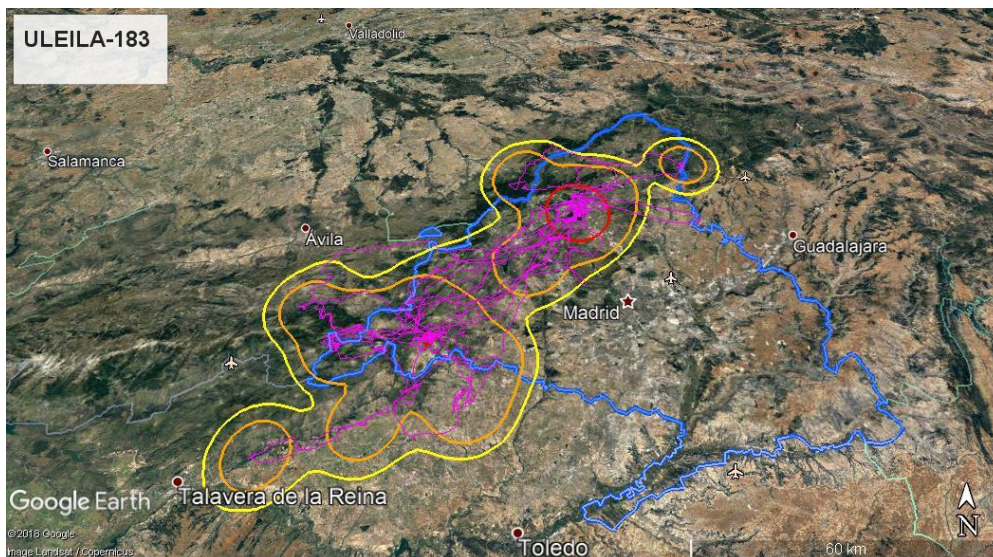 ULEILA-183
Valladolid
Salamanca
Ávila
Guadalajara
Madrid
Talavera de la Reina
Toledo
Google Earth
©2018 Google
Image Landsat / Copernicus
60 km
N